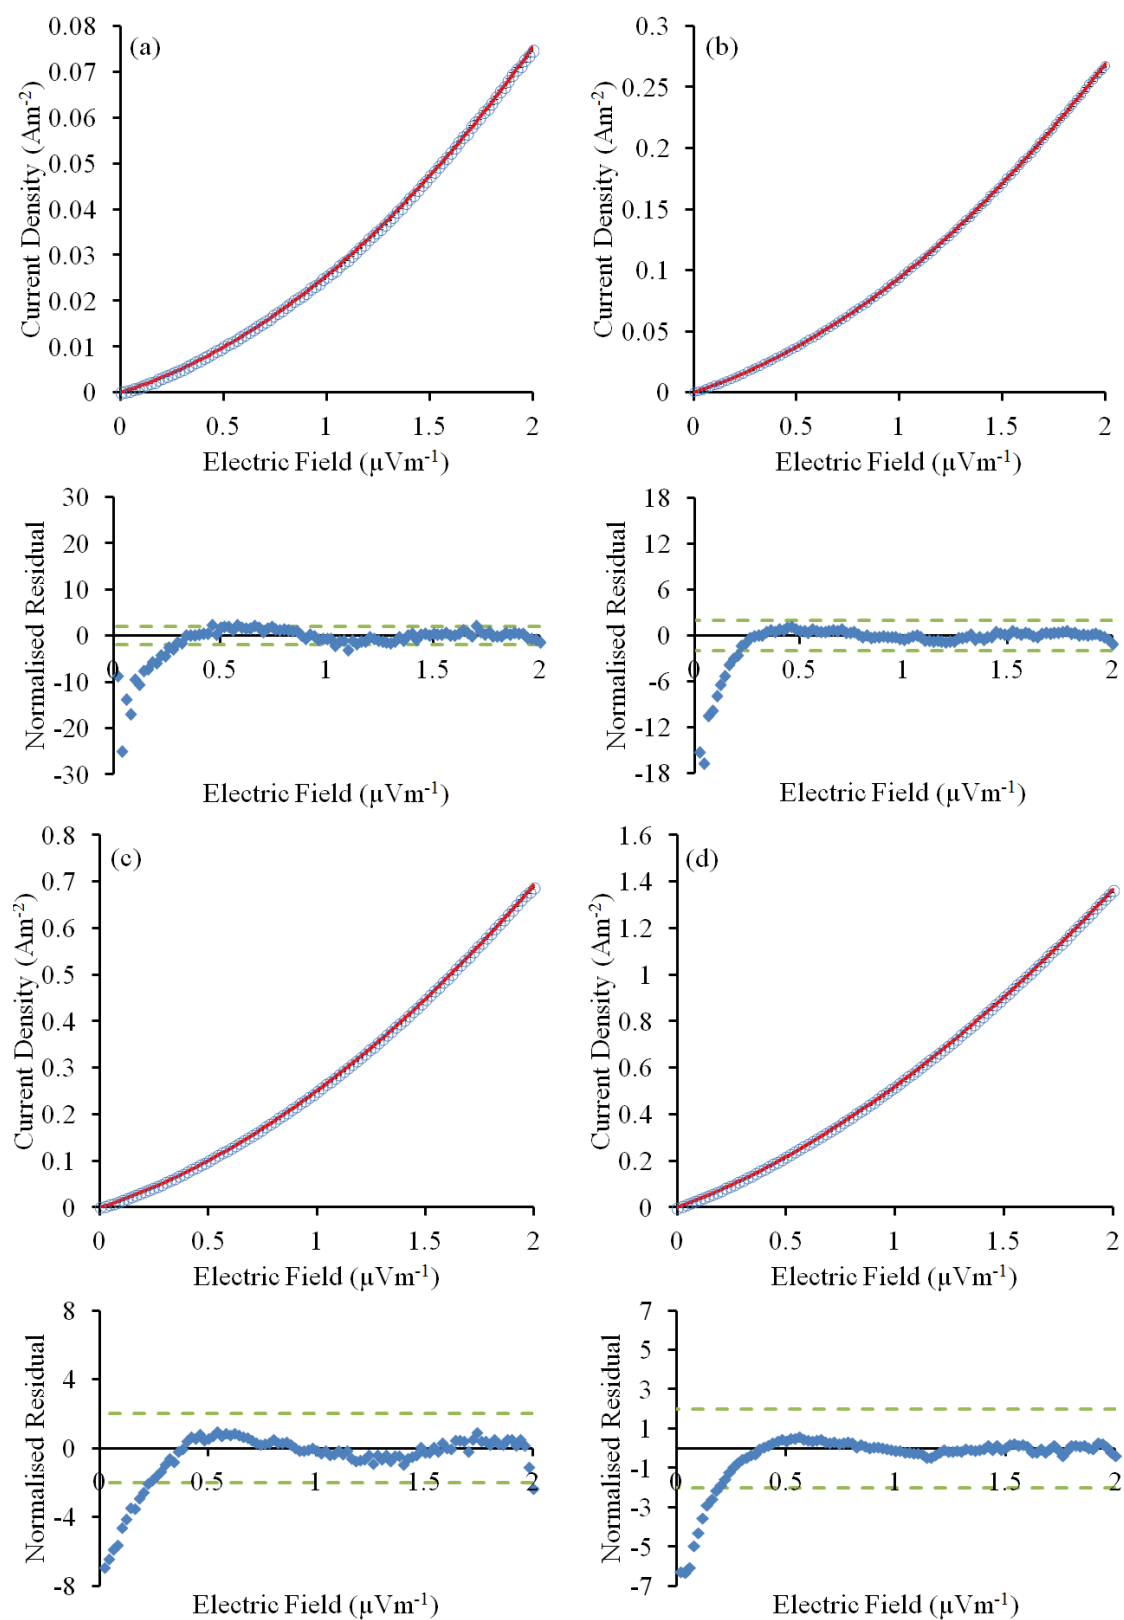 (a)
Current Density (Am⁻²)
0.08
0.07
0.06
0.05
0.04
0.03
0.02
0.01
0
0 0.5 1 1.5 2
Electric Field (μVm⁻¹)
(b)
Current Density (Am⁻²)
0.3
0.25
0.2
0.15
0.1
0.05
0
0 0.5 1 1.5 2
Electric Field (μVm⁻¹)
Normalised Residual
30
20
10
0
-10
-20
-30
0 0.5 1 1.5 2
Electric Field (μVm⁻¹)
Normalised Residual
18
12
6
0
-6
-12
-18
0 0.5 1 1.5 2
Electric Field (μVm⁻¹)
(c)
Current Density (Am⁻²)
0.8
0.7
0.6
0.5
0.4
0.3
0.2
0.1
0
0 0.5 1 1.5 2
Electric Field (μVm⁻¹)
(d)
Current Density (Am⁻²)
1.6
1.4
1.2
1
0.8
0.6
0.4
0.2
0
0 0.5 1 1.5 2
Electric Field (μVm⁻¹)
Normalised Residual
8
4
0
-4
-8
0 0.5 1 1.5 2
Electric Field (μVm⁻¹)
Normalised Residual
7
5
3
1
-1
-3
-5
-7
0 0.5 1 1.5 2
Electric Field (μVm⁻¹)